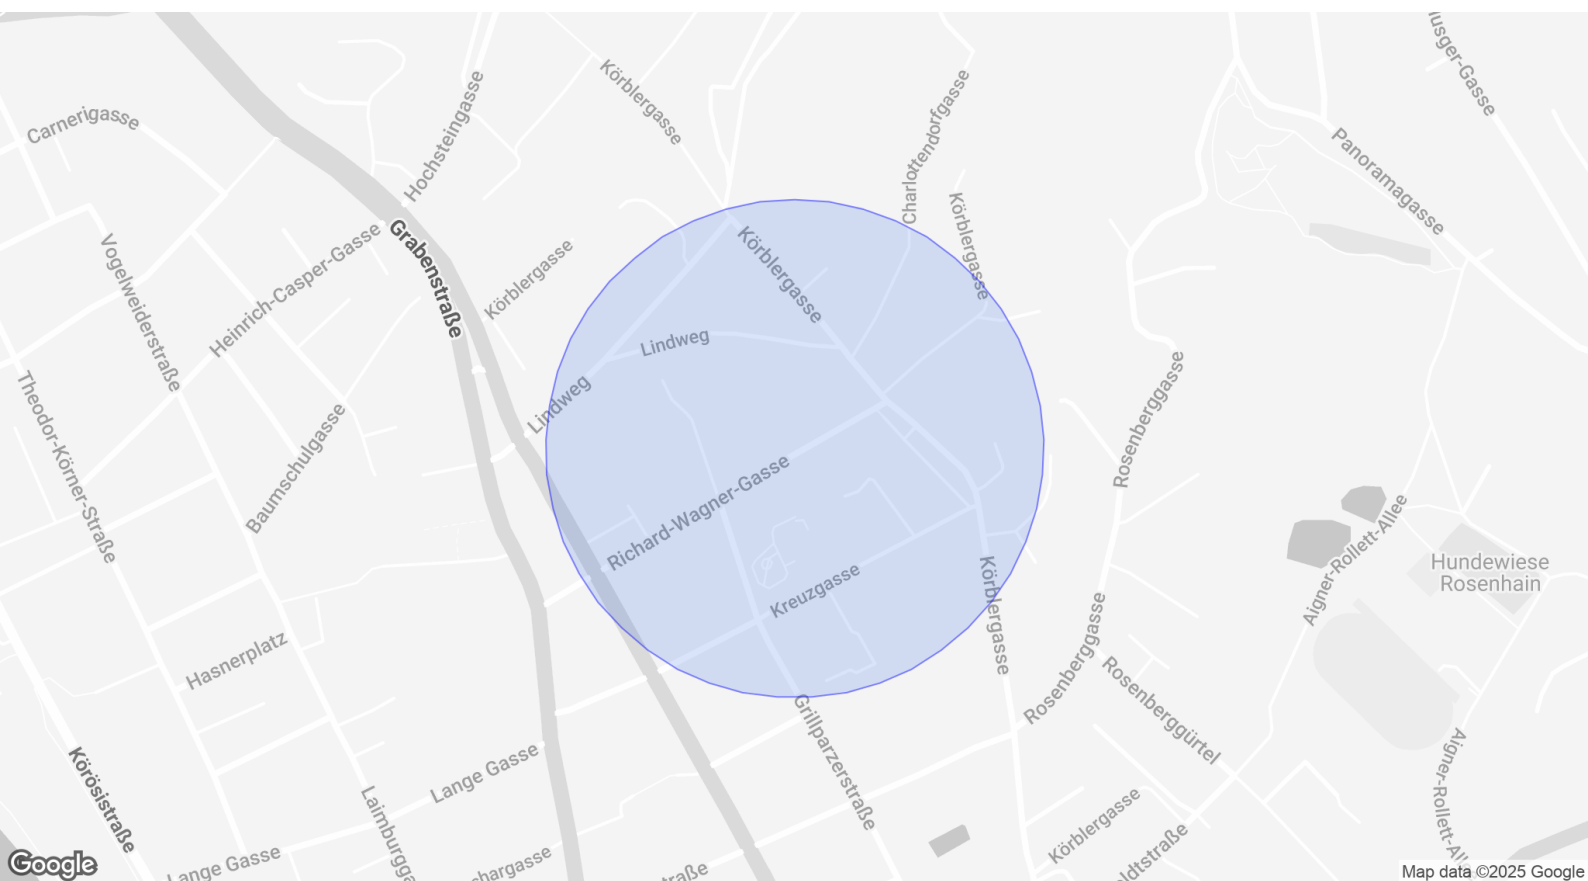 Carnerigasse
Hochsteingasse
Körblergasse
Charlottendorfgasse
Panoramagasse
Heinrich-Casper-Gasse
Grabenstraße
Körblergasse
Körblergasse
Körblergasse
Vogelweiderstraße
Lindweg
Lindweg
Theodor-Körner-Straße
Baumschulgasse
Richard-Wagner-Gasse
Rosenberggasse
Aigner-Rollett-Allee
Hundewiese
Rosenhain
Kreuzgasse
Körblergasse
Hasnerplatz
Rosenberggasse
Rosenberggürtel
Grillparzerstraße
Körösistraße
Lange Gasse
Laimburgga
Körblergasse
Lange Gasse
Google
Map data ©2025 Google